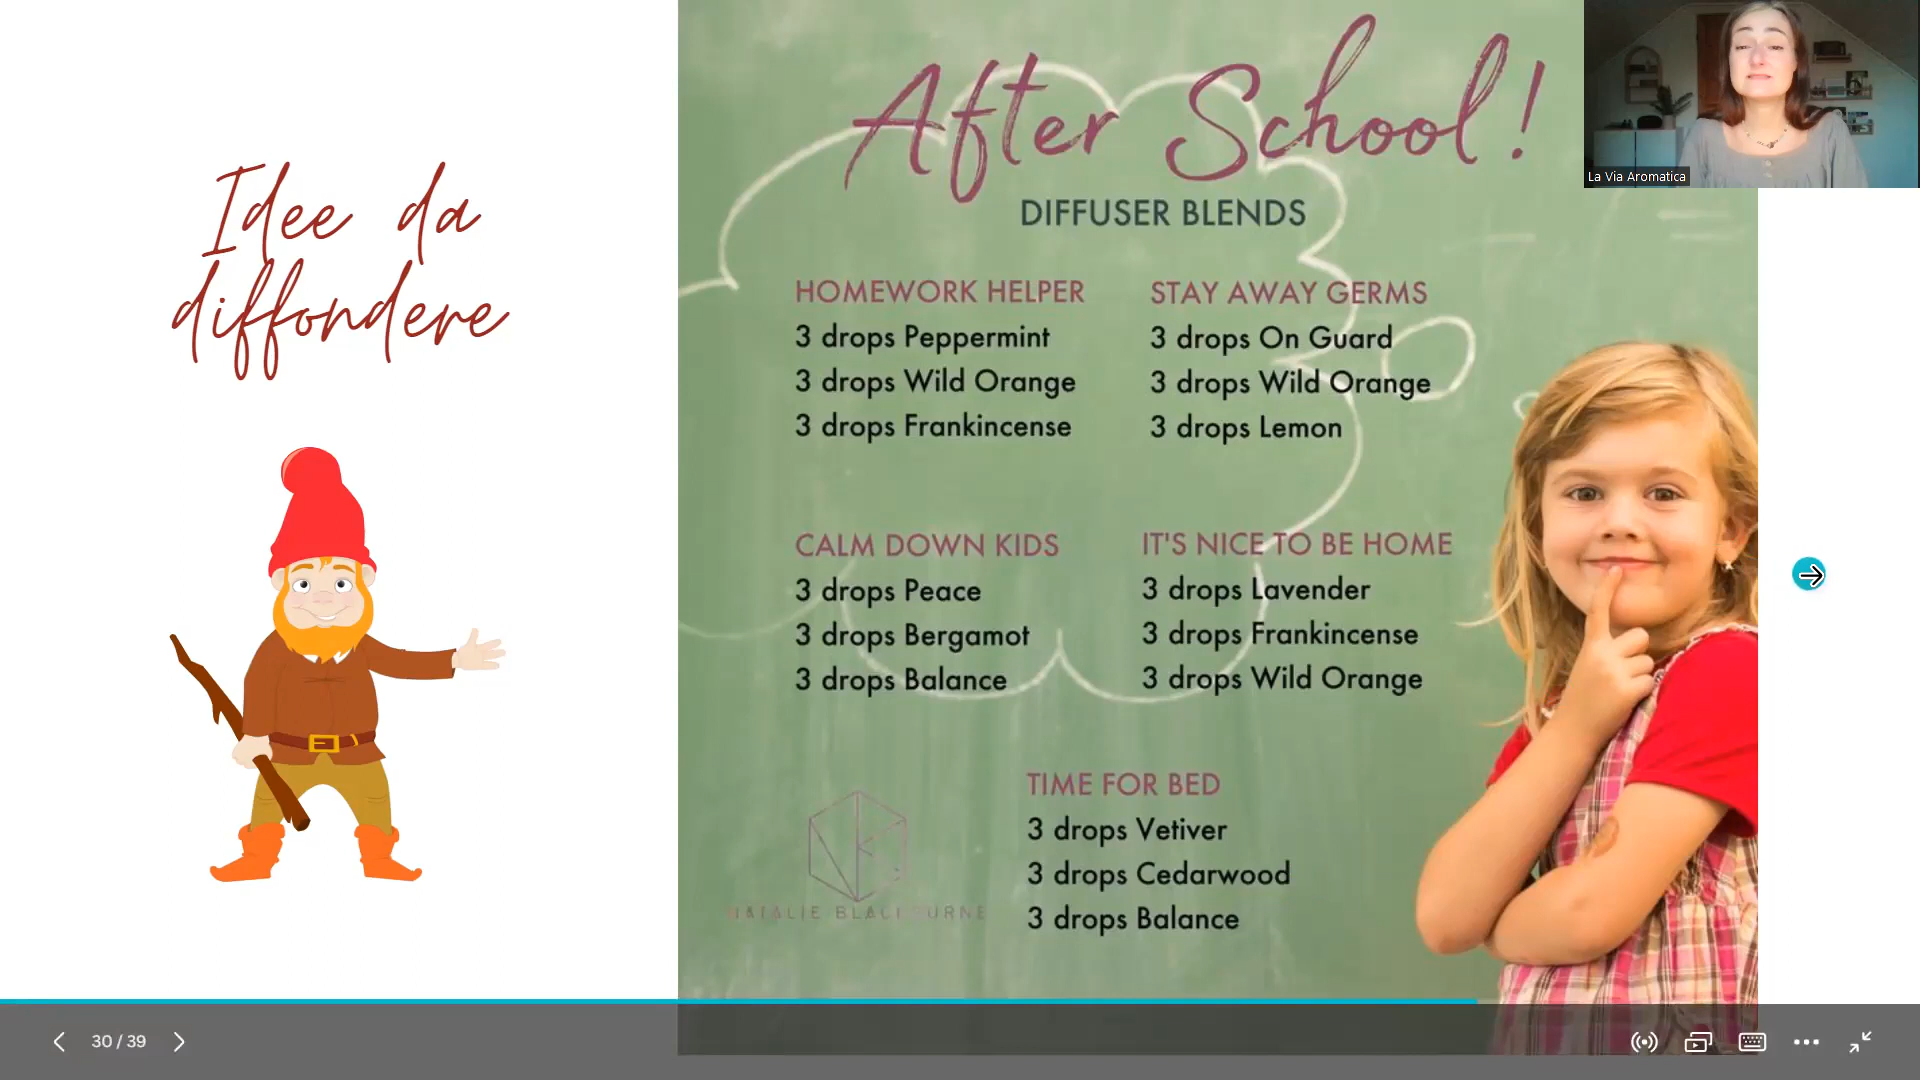 Idee da
diffondere
After School!
DIFFUSER BLENDS
HOMEWORK HELPER
3 drops Peppermint
3 drops Wild Orange
3 drops Frankincense
STAY AWAY GERMS
3 drops On Guard
3 drops Wild Orange
3 drops Lemon
CALM DOWN KIDS
3 drops Peace
3 drops Bergamot
3 drops Balance
IT'S NICE TO BE HOME
3 drops Lavender
3 drops Frankincense
3 drops Wild Orange
TIME FOR BED
3 drops Vetiver
3 drops Cedarwood
3 drops Balance
NATALIE BLACKBURNE
La Via Aromatica
30 / 39